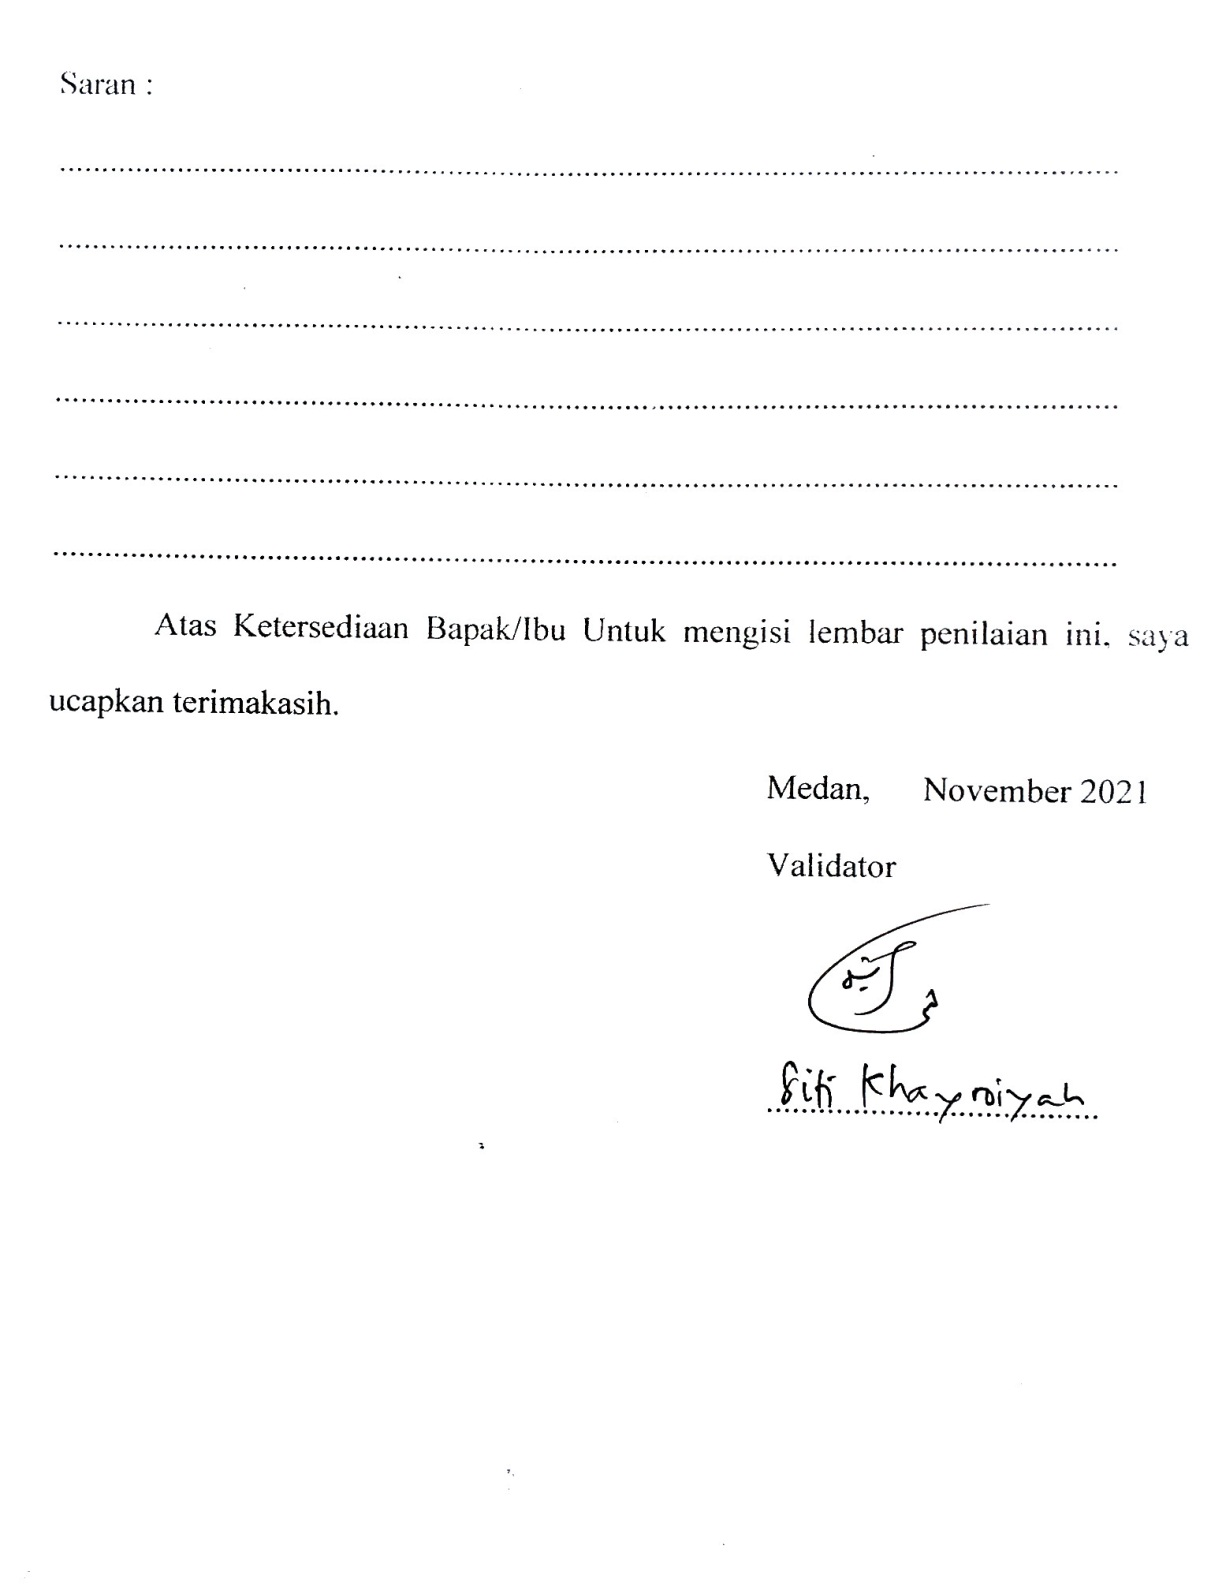 Saran :
........................................................................................................................
........................................................................................................................
........................................................................................................................
........................................................................................................................
........................................................................................................................
........................................................................................................................
Atas Ketersediaan Bapak/Ibu Untuk mengisi lembar penilaian ini, saya
ucapkan terimakasih.
Medan, November 2021
Validator
Siti Khayroiyah